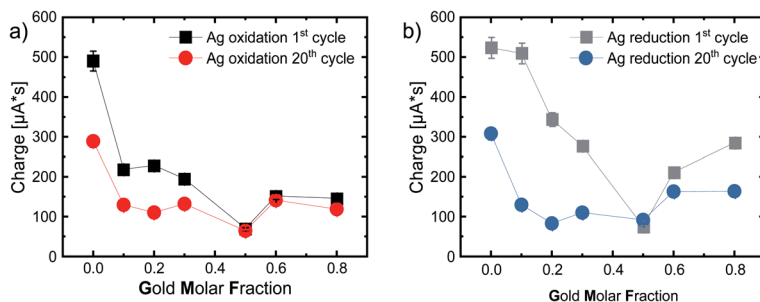 a)
Ag oxidation 1st cycle
Ag oxidation 20th cycle
Charge [µA*s]
600
500
400
300
200
100
0
0.0 0.2 0.4 0.6 0.8
Gold Molar Fraction
b)
Ag reduction 1st cycle
Ag reduction 20th cycle
Charge [µA*s]
600
500
400
300
200
100
0
0.0 0.2 0.4 0.6 0.8
Gold Molar Fraction